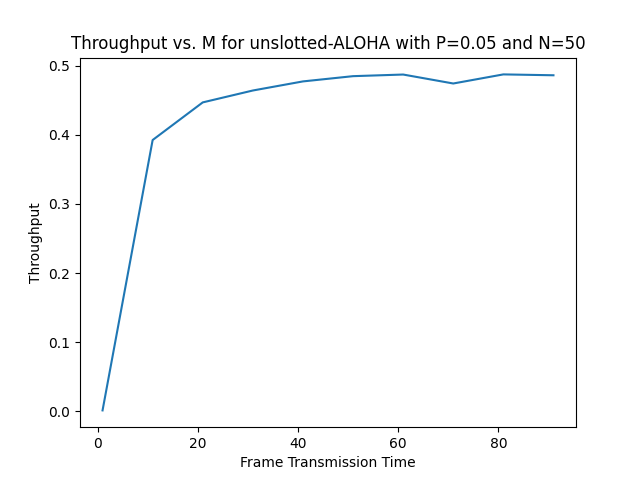 Throughput vs. M for unslotted-ALOHA with P=0.05 and N=50
0.5
0.4
0.3
0.2
0.1
0.0
Throughput
0 20 40 60 80
Frame Transmission Time